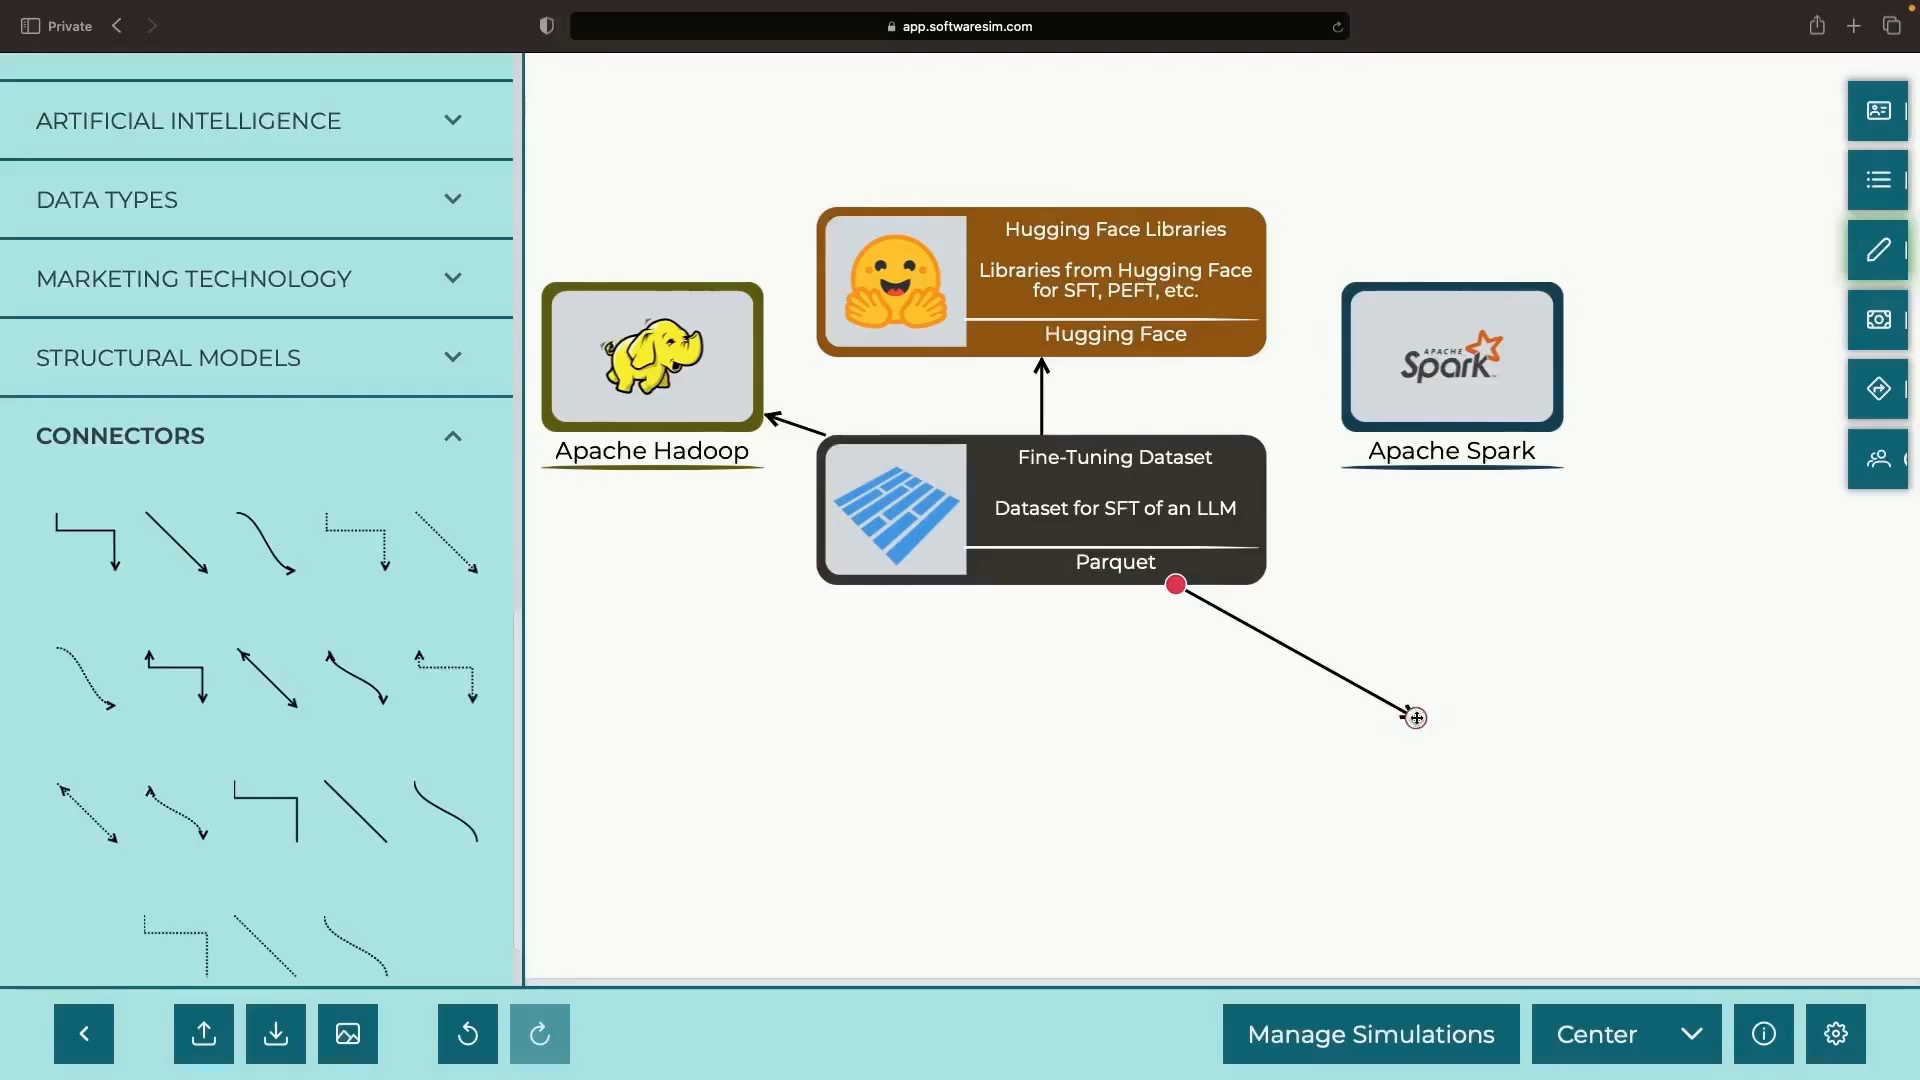 Private
app.softwaresim.com
ARTIFICIAL INTELLIGENCE
DATA TYPES
MARKETING TECHNOLOGY
STRUCTURAL MODELS
CONNECTORS
Hugging Face Libraries
Libraries from Hugging Face
for SFT, PEFT, etc.
Hugging Face
Apache Hadoop
APACHE
Spark
Apache Spark
Fine-Tuning Dataset
Dataset for SFT of an LLM
Parquet
Manage Simulations
Center